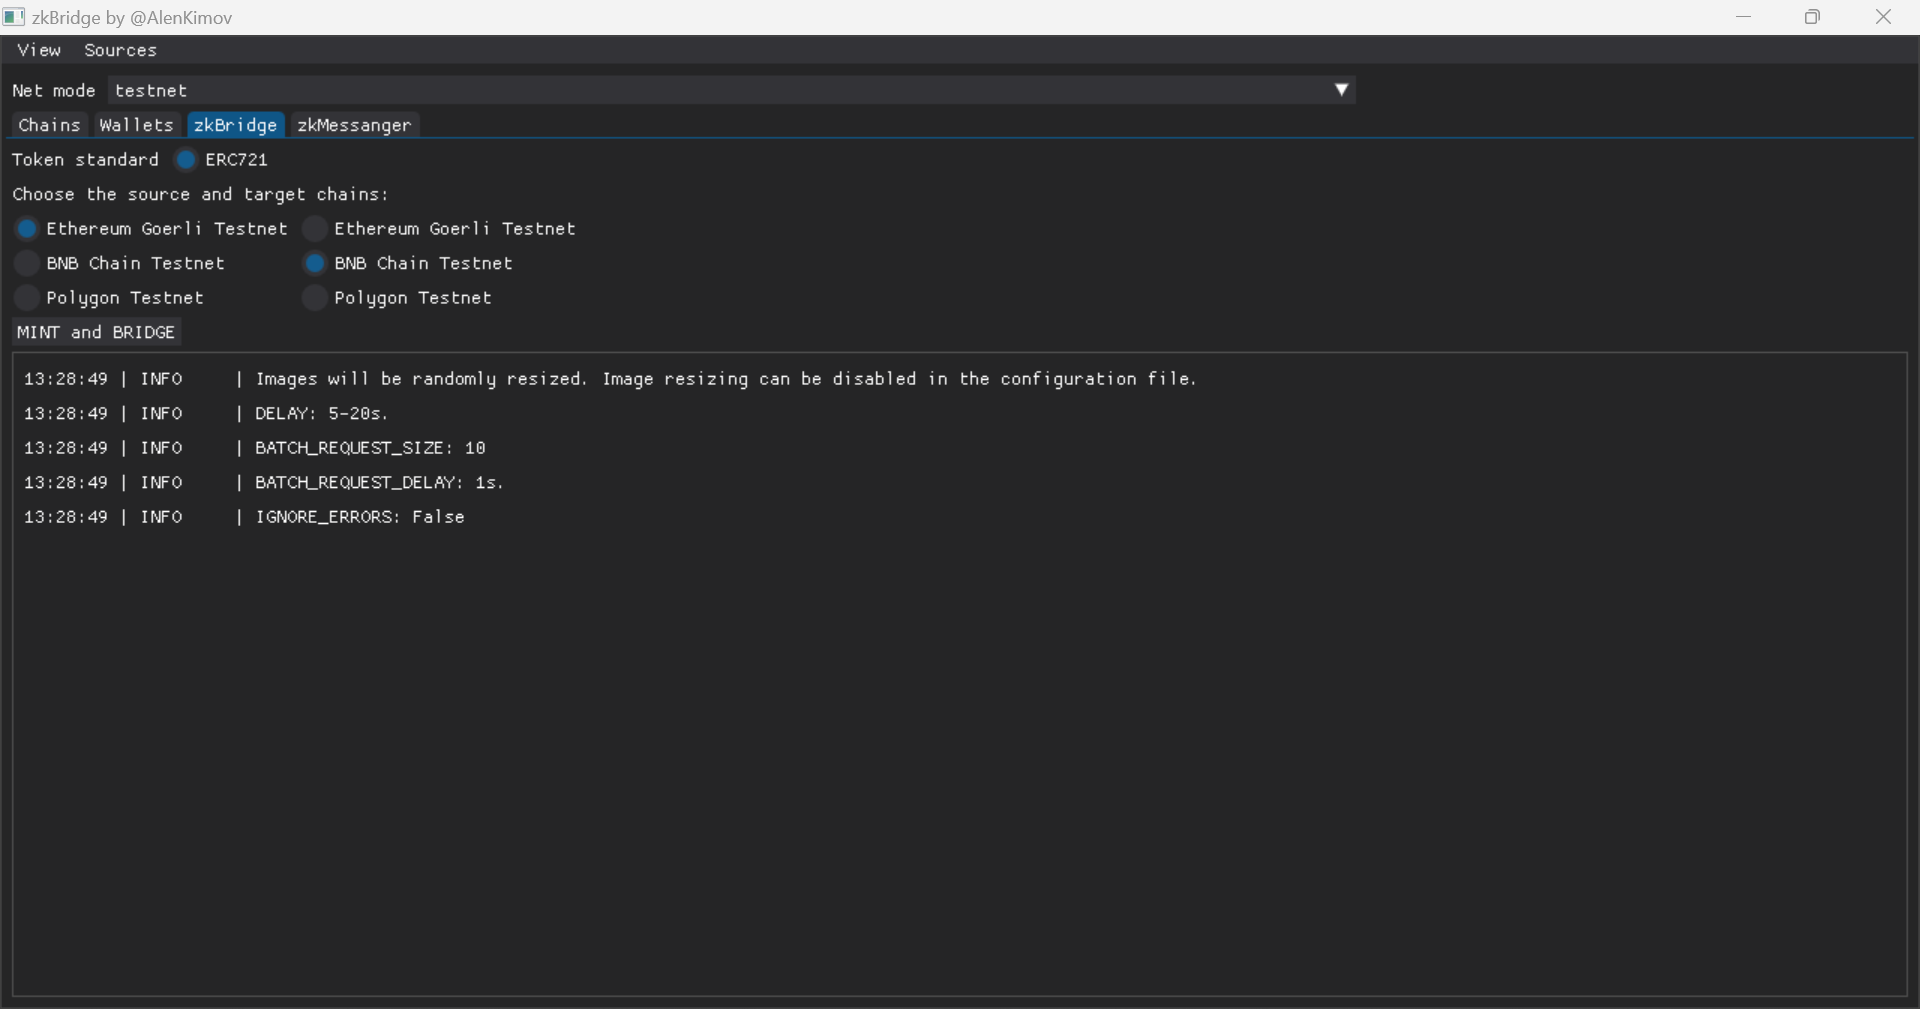 zkBridge by @AlenKimov
View Sources
Net mode testnet
Chains Wallets zkBridge zkMessanger
Token standard ERC721
Choose the source and target chains:
Ethereum Goerli Testnet Ethereum Goerli Testnet
BNB Chain Testnet BNB Chain Testnet
Polygon Testnet Polygon Testnet
MINT and BRIDGE
13:28:49 | INFO | Images will be randomly resized. Image resizing can be disabled in the configuration file.
13:28:49 | INFO | DELAY: 5-20s.
13:28:49 | INFO | BATCH_REQUEST_SIZE: 10
13:28:49 | INFO | BATCH_REQUEST_DELAY: 1s.
13:28:49 | INFO | IGNORE_ERRORS: False